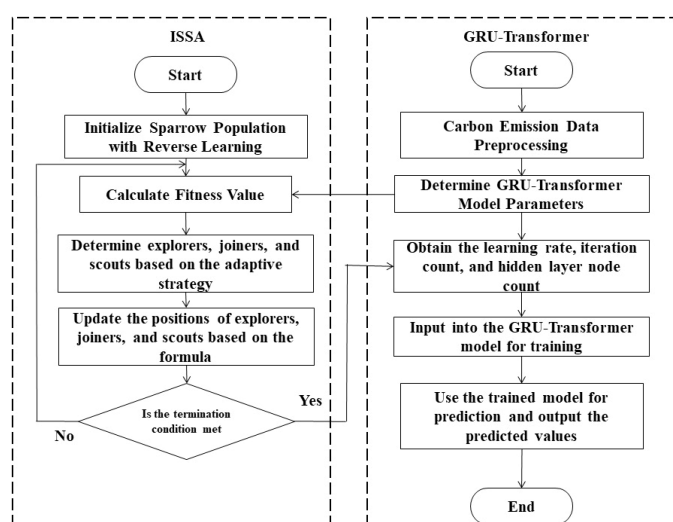 ISSA
Start
Initialize Sparrow Population
with Reverse Learning
Calculate Fitness Value
Determine explorers, joiners, and
scouts based on the adaptive
strategy
Update the positions of explorers,
joiners, and scouts based on the
formula
Is the termination
condition met
No
Yes
GRU-Transformer
Start
Carbon Emission Data
Preprocessing
Determine GRU-Transformer
Model Parameters
Obtain the learning rate, iteration
count, and hidden layer node
count
Input into the GRU-Transformer
model for training
Use the trained model for
prediction and output the
predicted values
End